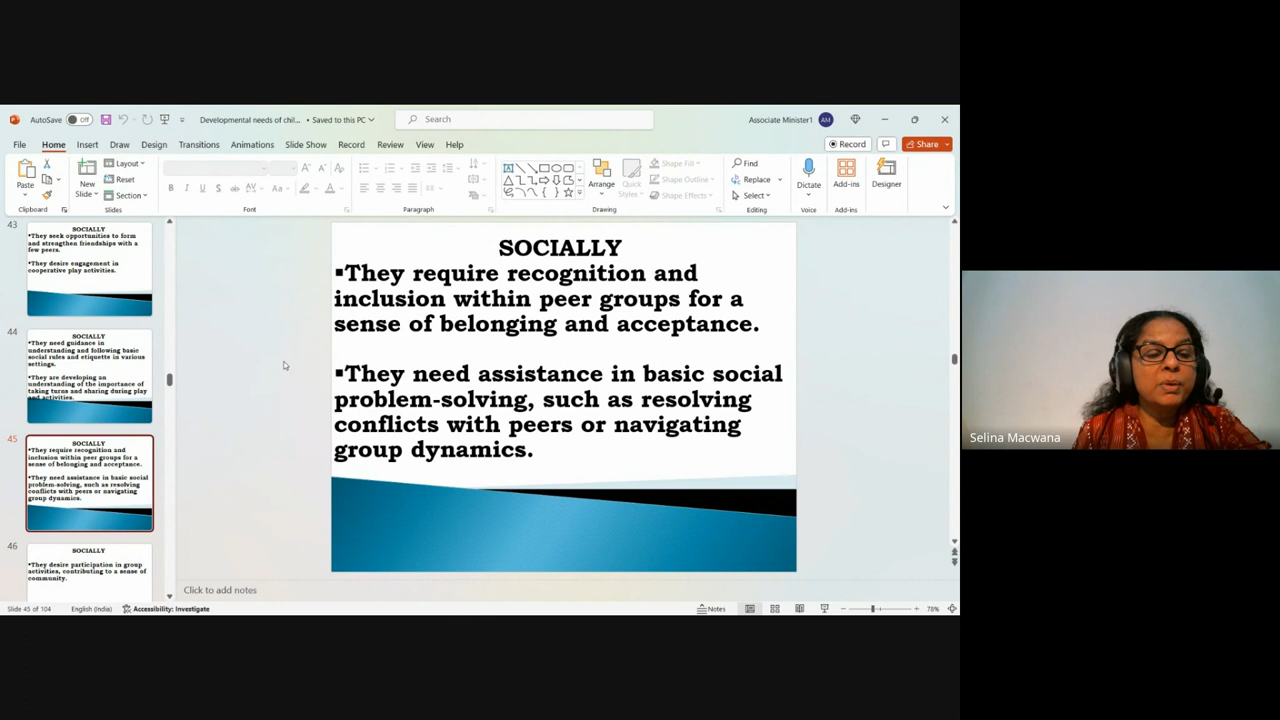 AutoSave Off
Developmental needs of chil... • Saved to this PC
Search
Associate Minister1 AM
File Home Insert Draw Design Transitions Animations Slide Show Record Review View Help
Record Share
Paste
New Slide
Layout
Reset
Section
Shape Fill
Shape Outline
Shape Effects
Arrange
Quick Styles
Find
Replace
Select
Dictate
Add-ins
Designer
Clipboard Slides Font Paragraph Drawing Editing Voice Add-ins
43
SOCIALLY
▪They seek opportunities to form
and strengthen friendships with a
few peers.
▪They desire engagement in
cooperative play activities.
44
SOCIALLY
▪They need guidance in
understanding and following basic
social rules and etiquette in various
settings.
▪They are developing an
understanding of the importance of
taking turns and sharing during play
and activities.
45
SOCIALLY
▪They require recognition and
inclusion within peer groups for a
sense of belonging and acceptance.
▪They need assistance in basic social
problem-solving, such as resolving
conflicts with peers or navigating
group dynamics.
46
SOCIALLY
▪They desire participation in group
activities, contributing to a sense of
community.
SOCIALLY
▪They require recognition and
inclusion within peer groups for a
sense of belonging and acceptance.
▪They need assistance in basic social
problem-solving, such as resolving
conflicts with peers or navigating
group dynamics.
Click to add notes
Slide 45 of 104 English (India) Accessibility: Investigate Notes 78%
Selina Macwana